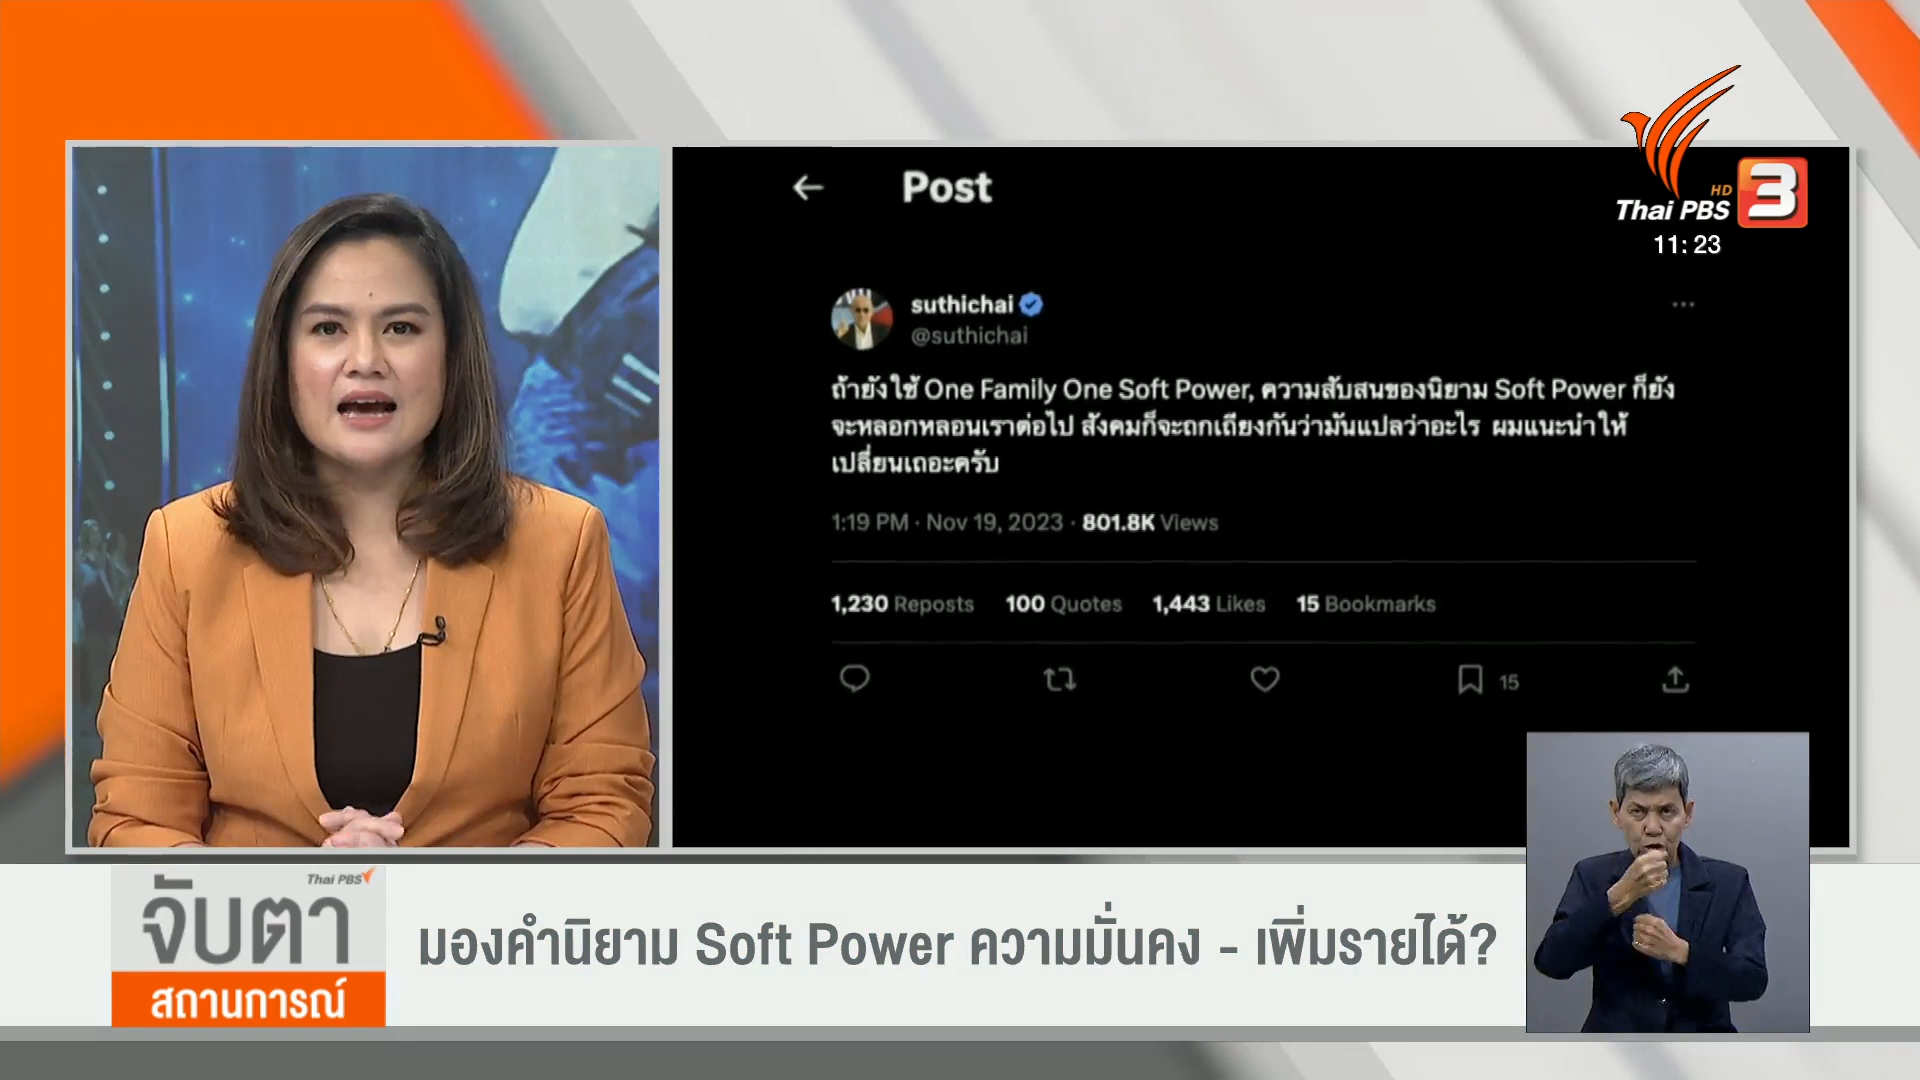 Post
HD
Thai PBS 3
11:23
suthichai
@suthichai
ถ้ายังใช้ One Family One Soft Power, ความสับสนของนิยาม Soft Power ก็ยัง
จะหลอกหลอนเราต่อไป สังคมก็จะถกเถียงกันว่ามันแปลว่าอะไร ผมแนะนำให้
เปลี่ยนเถอะครับ
1:19 PM · Nov 19, 2023 · 801.8K Views
1,230 Reposts 100 Quotes 1,443 Likes 15 Bookmarks
15
Thai PBS
จับตา
สถานการณ์
มองคำนิยาม Soft Power ความมั่นคง - เพิ่มรายได้?